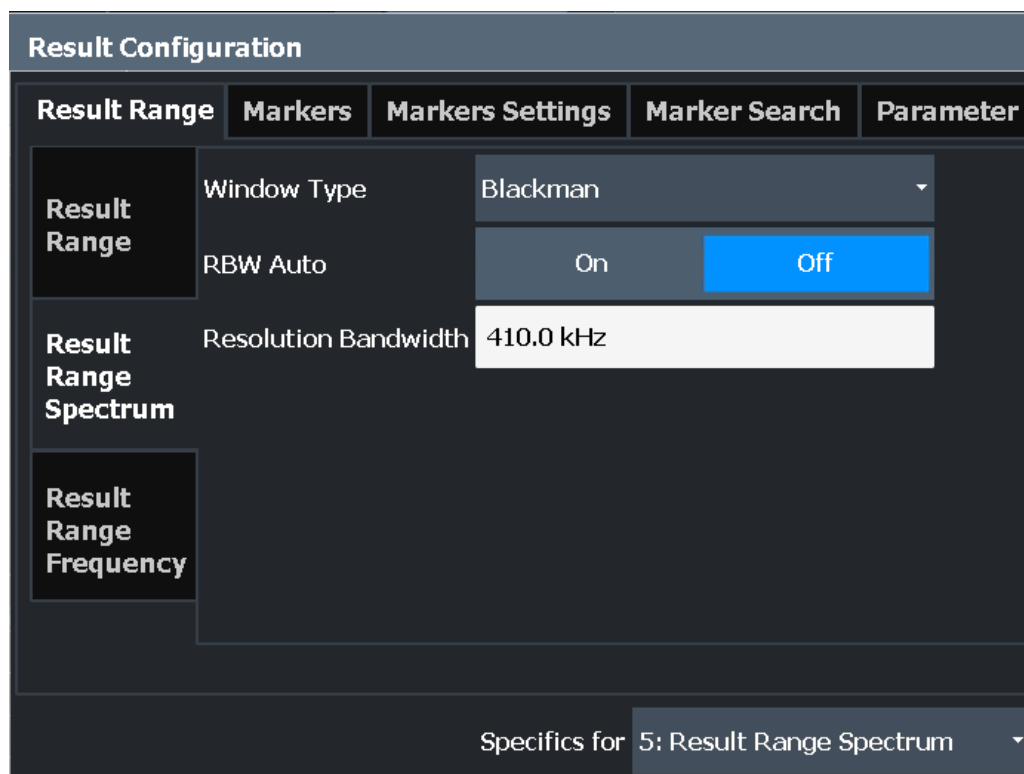 Result Configuration
Result Range Markers Markers Settings Marker Search Parameter
Result
Range
Window Type Blackman
RBW Auto On Off
Resolution Bandwidth 410.0 kHz
Result
Range
Spectrum
Result
Range
Frequency
Specifics for 5: Result Range Spectrum